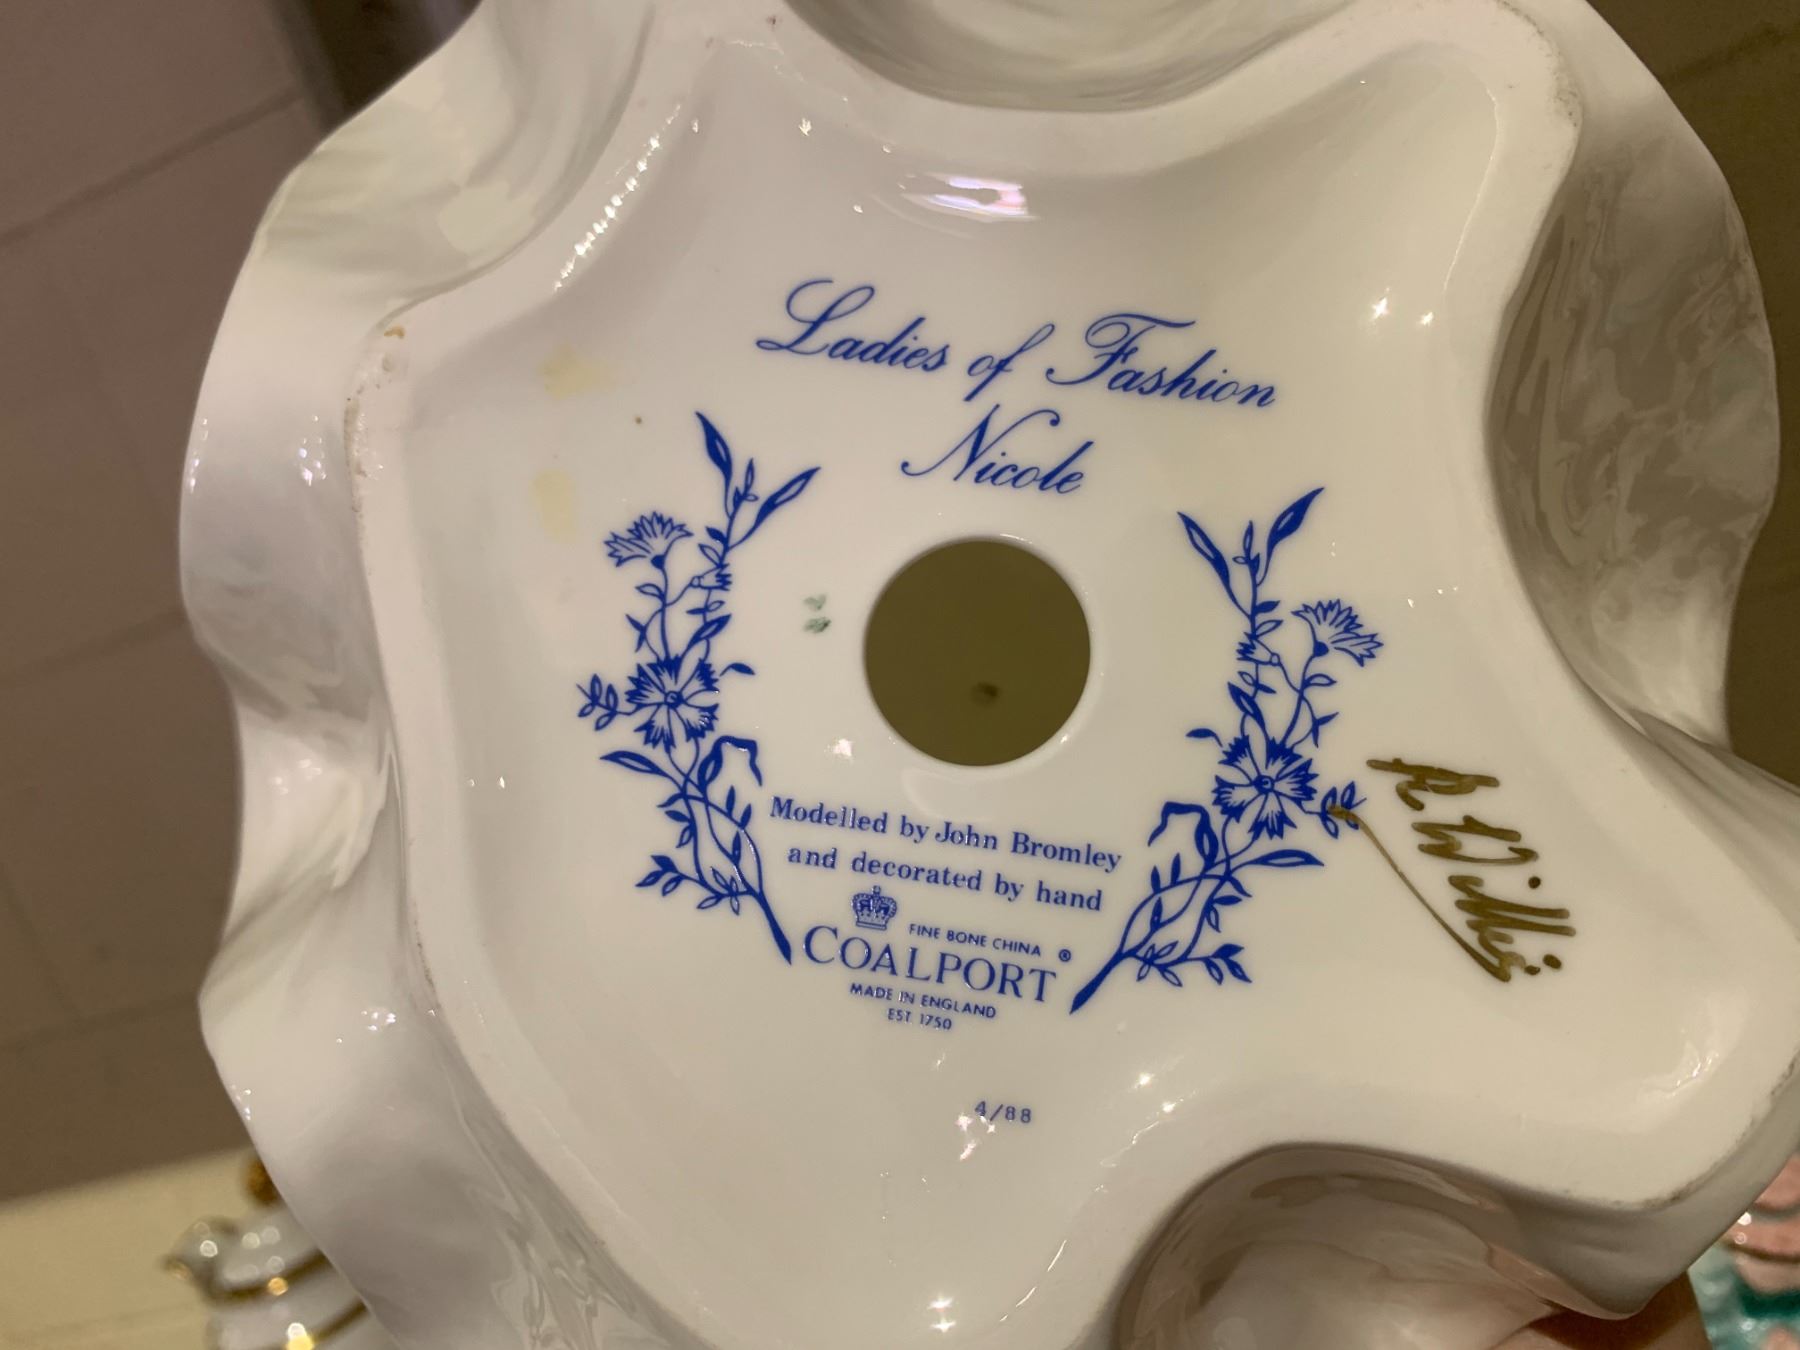 Ladies of Fashion
Nicole
Modelled by John Bromley
and decorated by hand
FINE BONE CHINA
COALPORT ®
MADE IN ENGLAND
EST. 1750
4/88